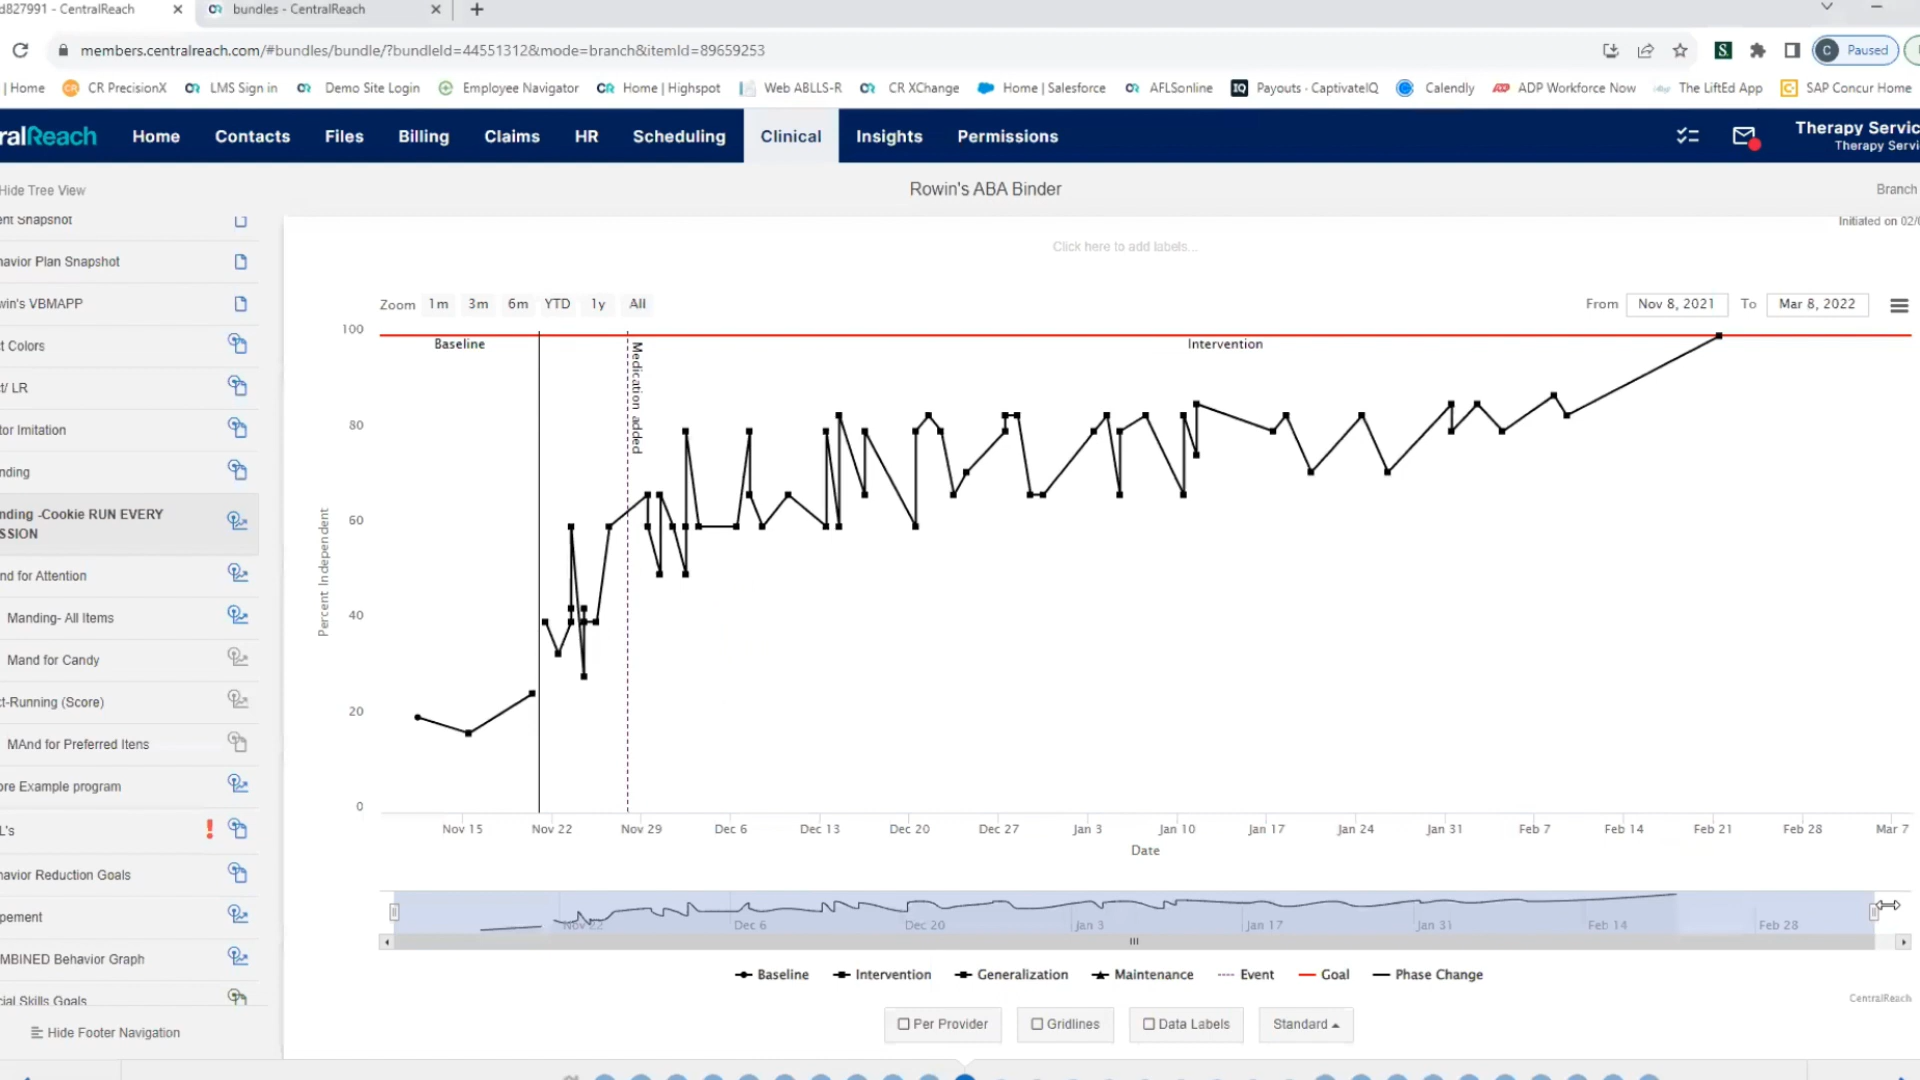 d827991 - CentralReach
bundles - CentralReach
members.centralreach.com/#bundles/bundle/?bundleId=44551312&mode=branch&itemId=89659253
S
C Paused
| Home CR PrecisionX LMS Sign in Demo Site Login Employee Navigator Home | Highspot Web ABLLS-R CR XChange Home | Salesforce AFLSonline Payouts - CaptivateIQ Calendly ADP Workforce Now The LiftEd App SAP Concur Home
ralReach Home Contacts Files Billing Claims HR Scheduling Clinical Insights Permissions
Therapy Servic
Therapy Servi
Hide Tree View
Rowin's ABA Binder
Branch
Initiated on 02/0
ent Snapshot
havior Plan Snapshot
win's VBMAPP
t Colors
t/ LR
tor Imitation
nding
nding -Cookie RUN EVERY
SSION
nd for Attention
Manding- All Items
Mand for Candy
ct-Running (Score)
MAnd for Preferred Itens
ore Example program
L's
havior Reduction Goals
pement
MBINED Behavior Graph
cial Skills Goals
Hide Footer Navigation
Click here to add labels...
Zoom 1m 3m 6m YTD 1y All
From Nov 8, 2021 To Mar 8, 2022
Baseline
Medication added
Intervention
Percent Independent
100
80
60
40
20
0
Nov 15 Nov 22 Nov 29 Dec 6 Dec 13 Dec 20 Dec 27 Jan 3 Jan 10 Jan 17 Jan 24 Jan 31 Feb 7 Feb 14 Feb 21 Feb 28 Mar 7
Date
Nov 22 Dec 6 Dec 20 Jan 3 Jan 17 Jan 31 Feb 14 Feb 28
Baseline Intervention Generalization Maintenance Event Goal Phase Change
CentralReach
Per Provider Gridlines Data Labels Standard